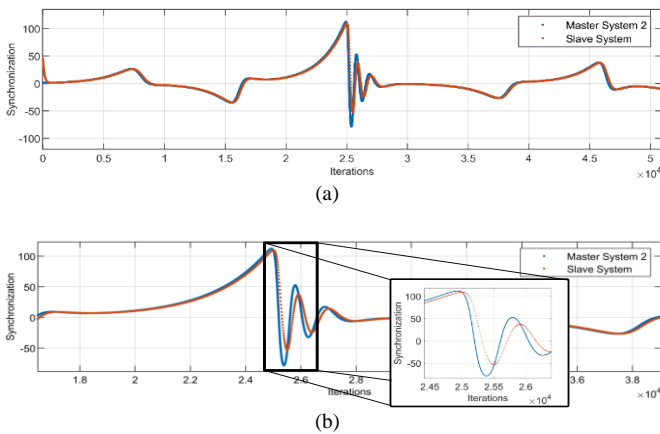 100
50
0
-50
-100
Synchronization
Master System 2
Slave System
0 0.5 1 1.5 2 2.5 3 3.5 4 4.5 5
Iterations
×10⁴
(a)
100
50
0
-50
Synchronization
Master System 2
Slave System
100
50
0
-50
Synchronization
2.45 2.5 2.55 2.6
Iterations
×10⁴
1.8 2 2.2 2.4 2.6 2.8 3.8
Iterations
×10⁴
(b)